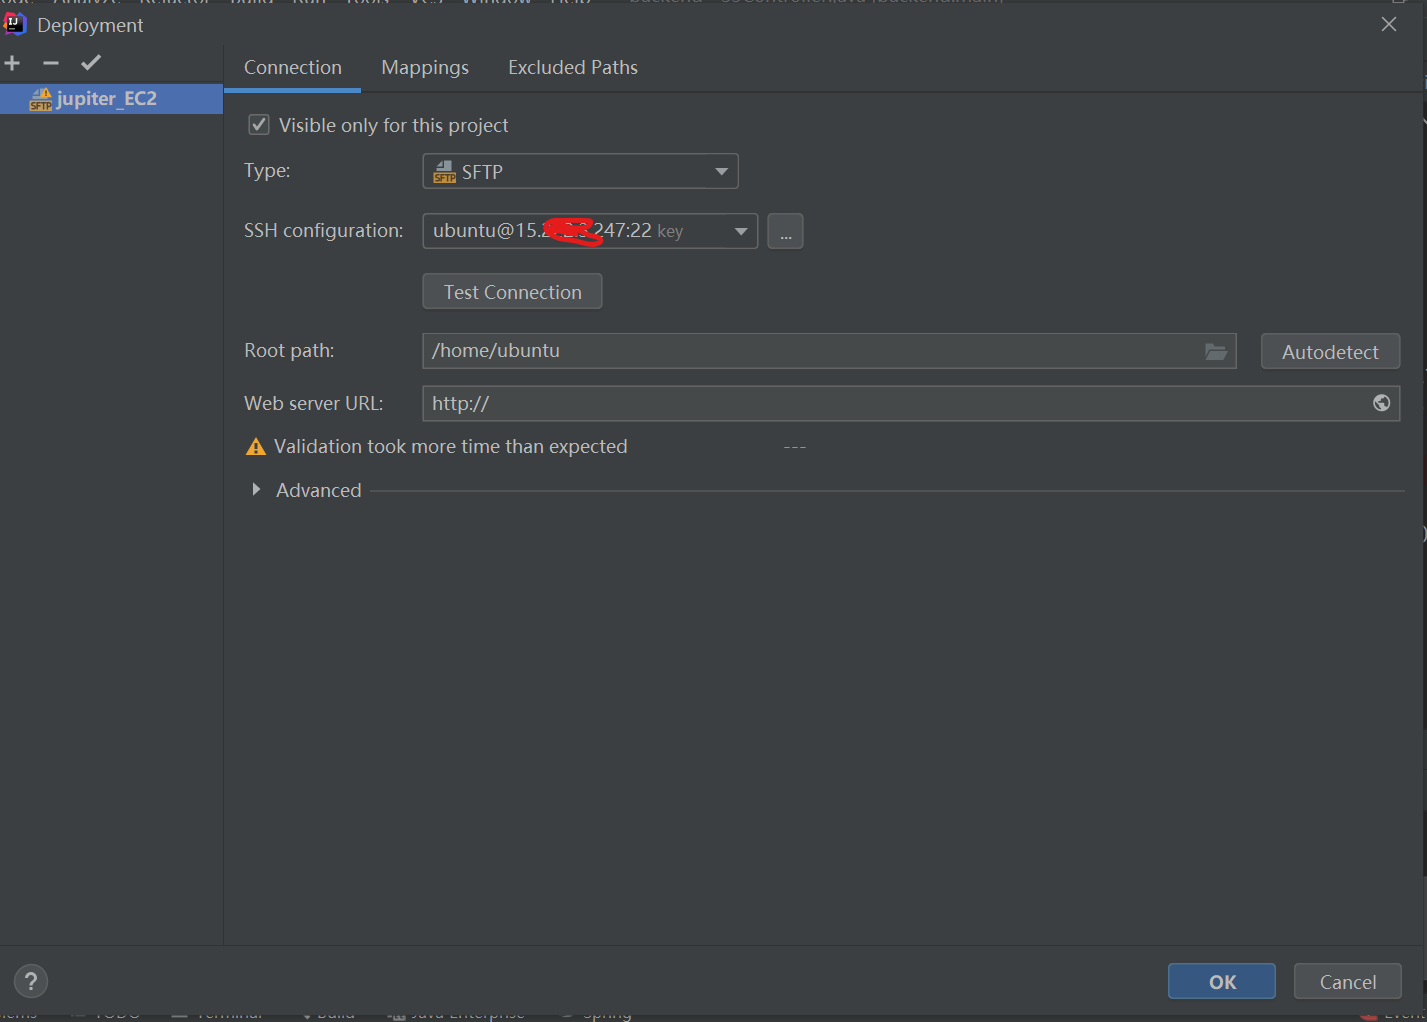 Deployment
jupiter_EC2
Connection Mappings Excluded Paths
Visible only for this project
Type: SFTP
SSH configuration: ubuntu@15. 247:22 key ...
Test Connection
Root path: /home/ubuntu Autodetect
Web server URL: http://
Validation took more time than expected ---
Advanced
? OK Cancel